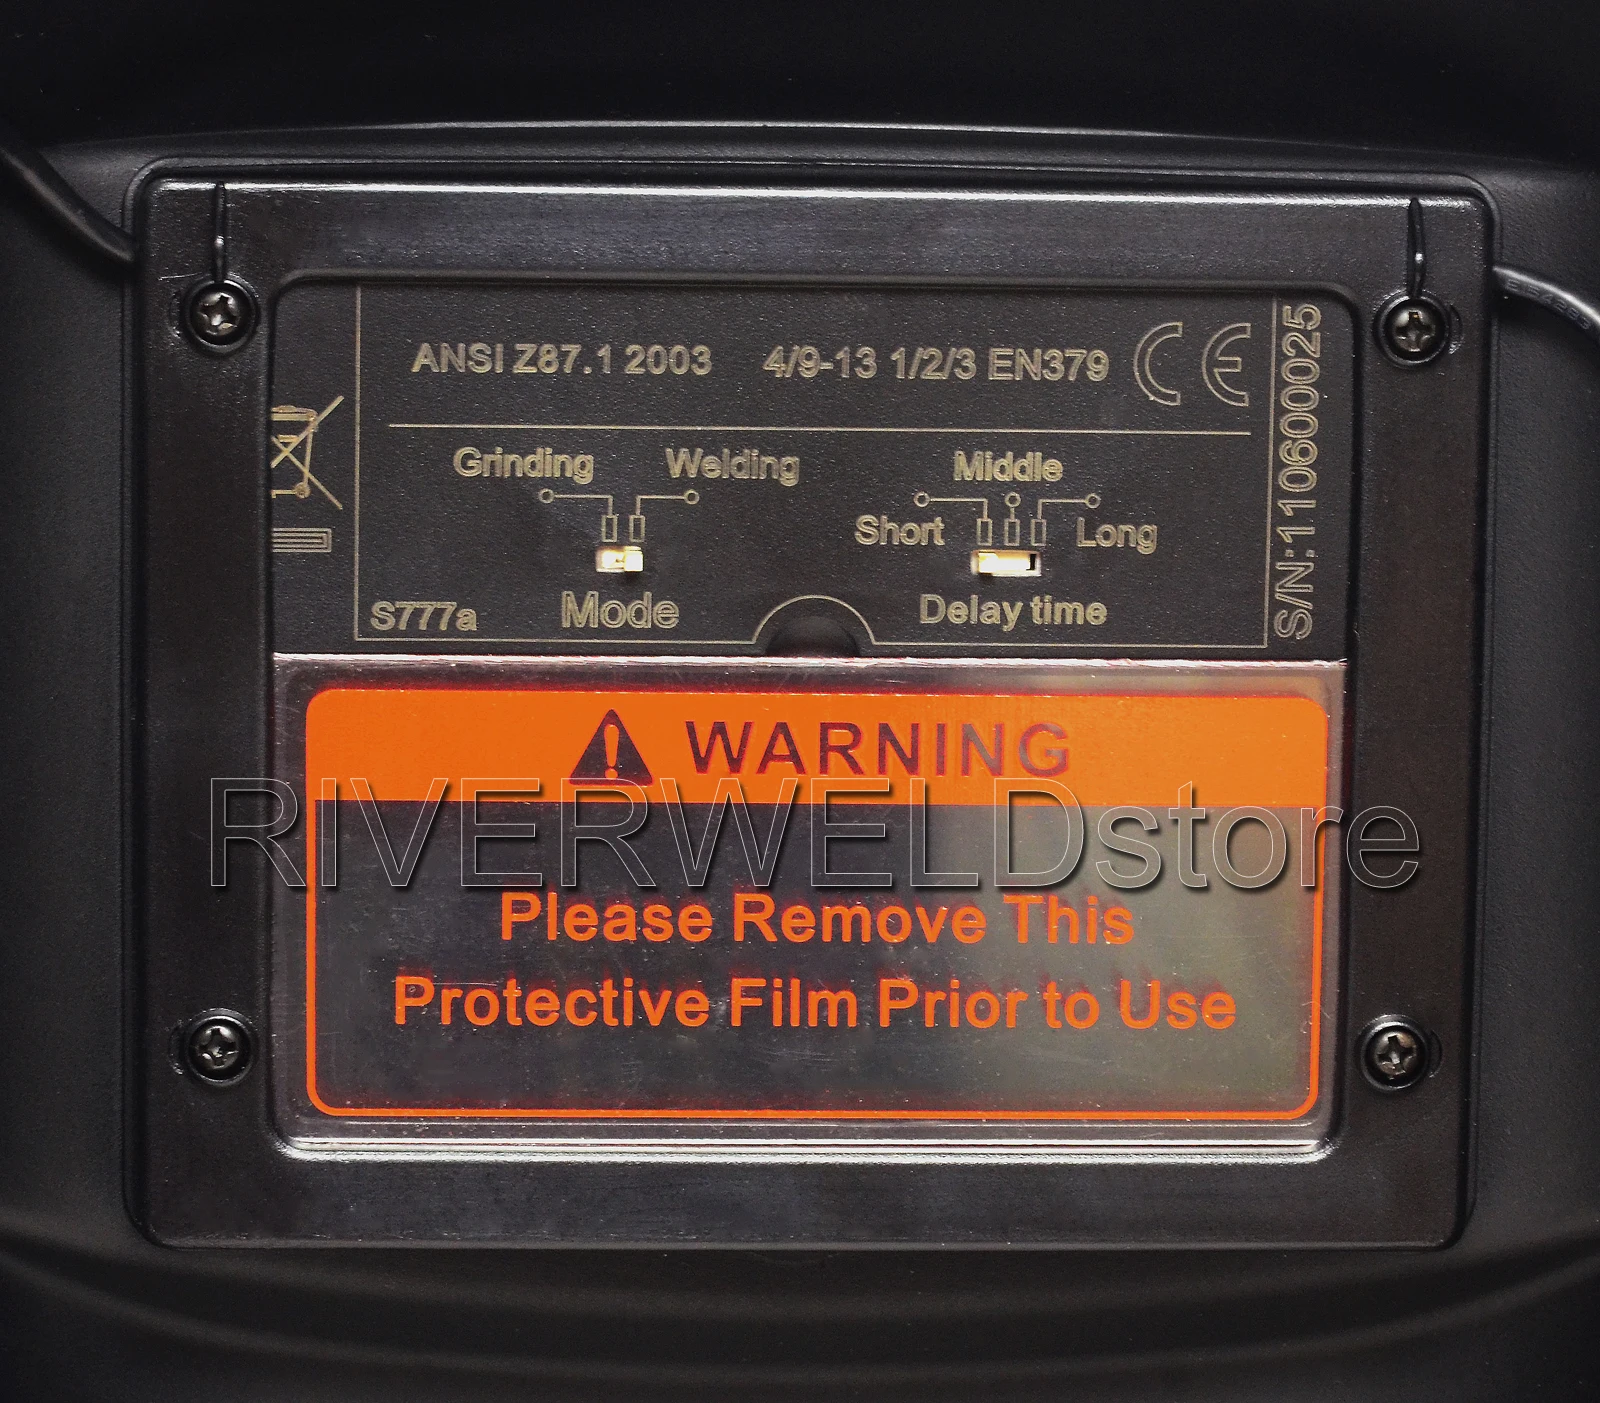 ANSI Z87.1 2003 4/9-13 1/2/3 EN379 CE
Grinding Welding
Middle
Short Long
S777a Mode Delay time
S/N:1106000025
WARNING
RIVERWELDstore
Please Remove This
Protective Film Prior to Use